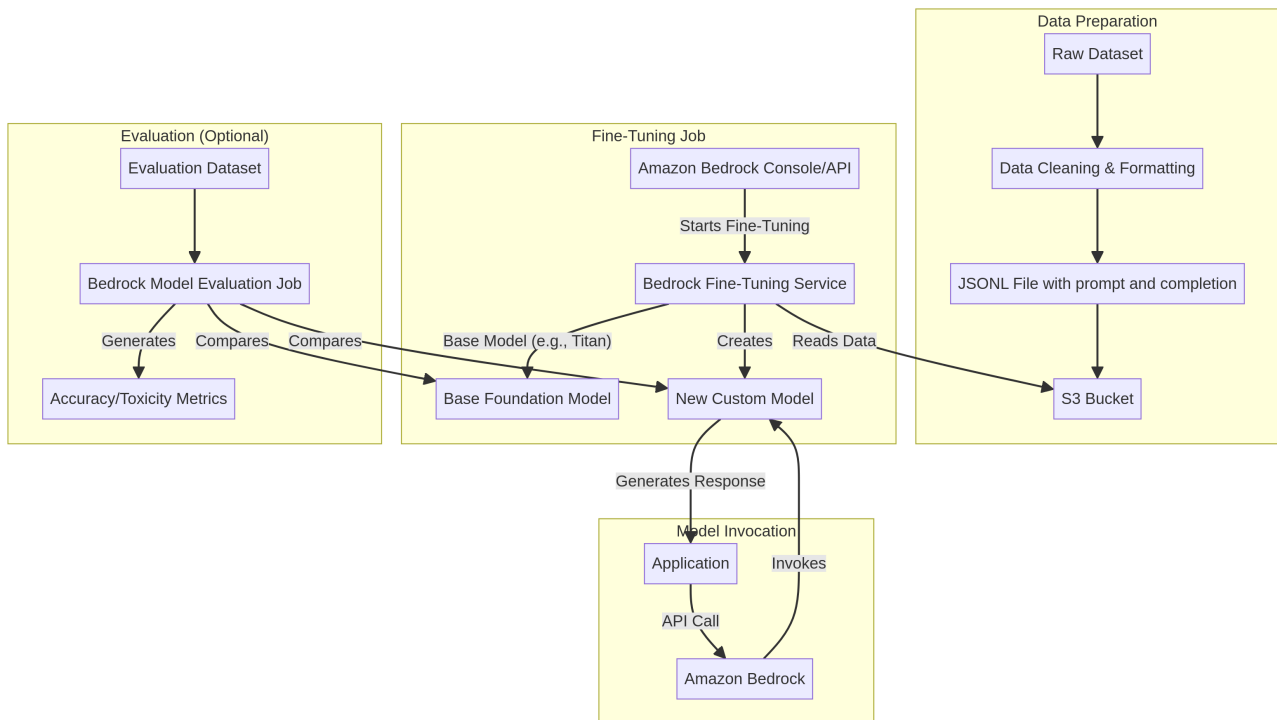 Data Preparation
Raw Dataset
Data Cleaning & Formatting
JSONL File with prompt and completion
S3 Bucket
Evaluation (Optional)
Evaluation Dataset
Bedrock Model Evaluation Job
Generates
Compares
Compares
Accuracy/Toxicity Metrics
Fine-Tuning Job
Amazon Bedrock Console/API
Starts Fine-Tuning
Bedrock Fine-Tuning Service
Base Model (e.g., Titan)
Creates
Reads Data
Base Foundation Model
New Custom Model
Generates Response
Model Invocation
Application
Invokes
API Call
Amazon Bedrock